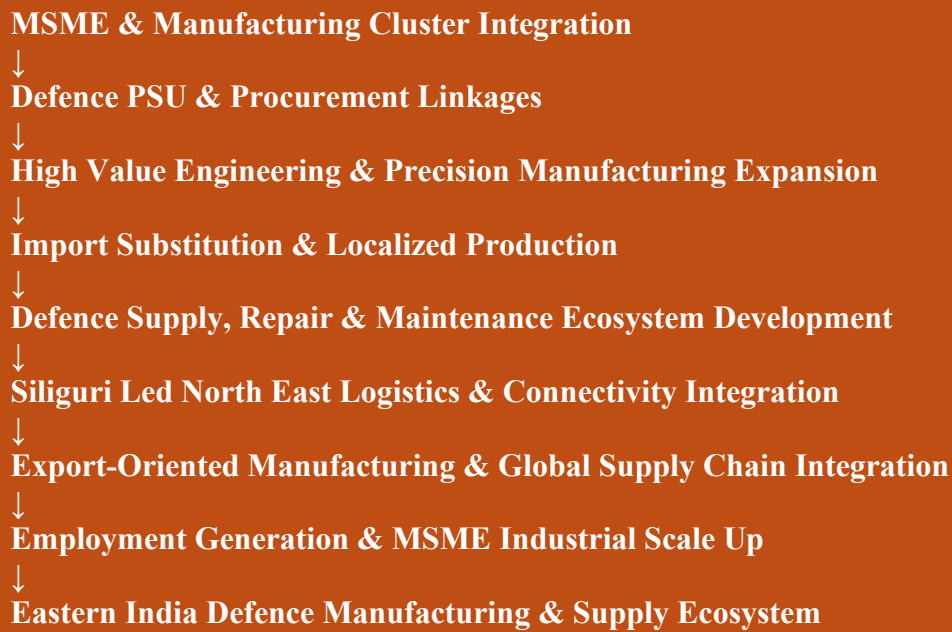 MSME & Manufacturing Cluster Integration
↓
Defence PSU & Procurement Linkages
↓
High Value Engineering & Precision Manufacturing Expansion
↓
Import Substitution & Localized Production
↓
Defence Supply, Repair & Maintenance Ecosystem Development
↓
Siliguri Led North East Logistics & Connectivity Integration
↓
Export-Oriented Manufacturing & Global Supply Chain Integration
↓
Employment Generation & MSME Industrial Scale Up
↓
Eastern India Defence Manufacturing & Supply Ecosystem